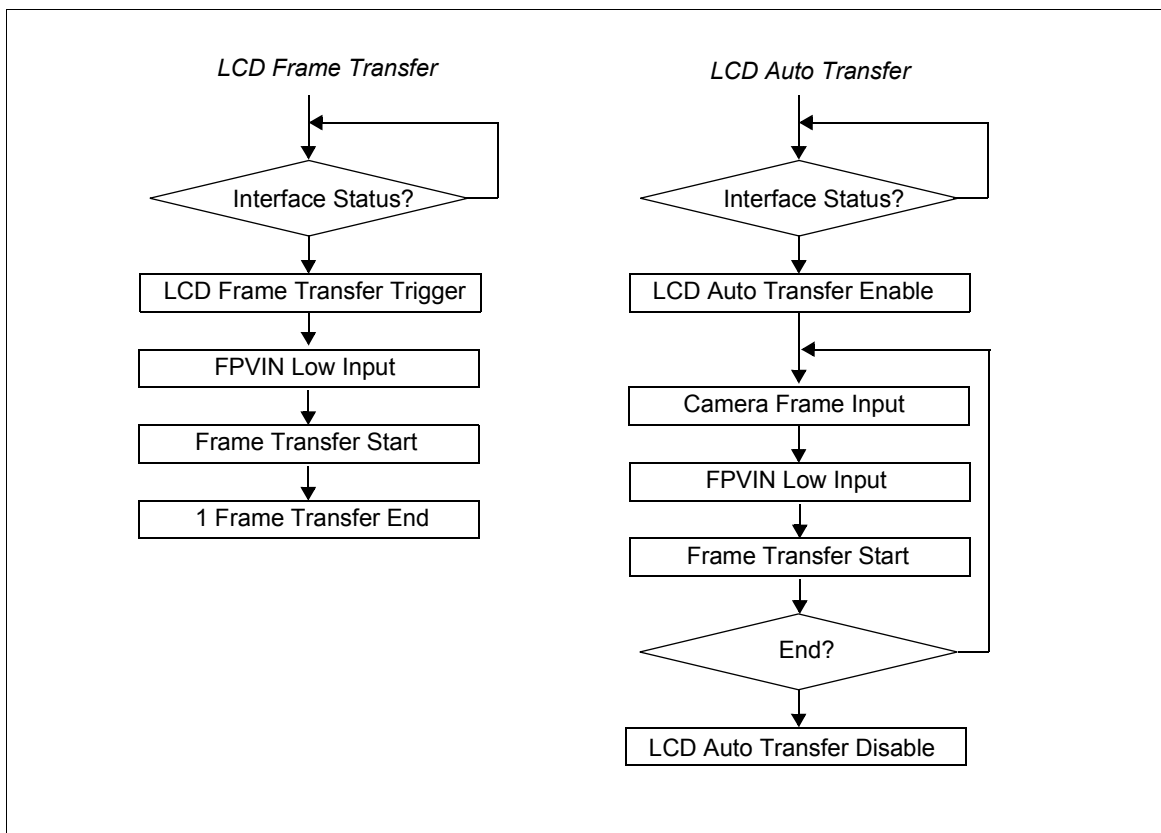 LCD Frame Transfer
Interface Status?
LCD Frame Transfer Trigger
FPVIN Low Input
Frame Transfer Start
1 Frame Transfer End
LCD Auto Transfer
Interface Status?
LCD Auto Transfer Enable
Camera Frame Input
FPVIN Low Input
Frame Transfer Start
End?
LCD Auto Transfer Disable